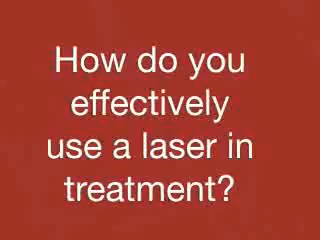 How do you
effectively
use a laser in
treatment?